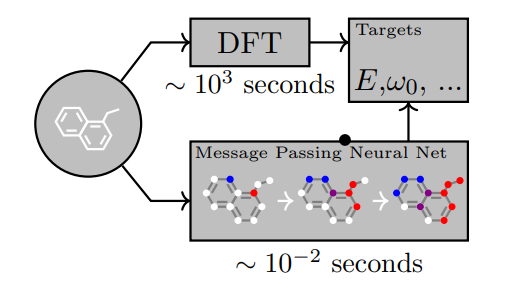 DFT
∼ 10³ seconds
Targets
E,ω₀, ...
Message Passing Neural Net
∼ 10⁻² seconds